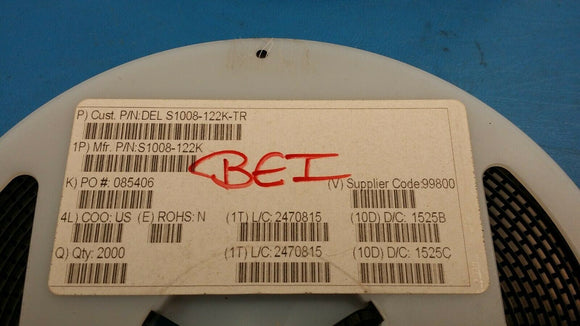 P) Cust. P/N:DEL S1008-122K-TR
1P) Mfr. P/N:S1008-122K
BEI
K) PO #: 085406 (V) Supplier Code:99800
4L) COO: US (E) ROHS: N (1T) L/C: 2470815 (10D) D/C: 1525B
Q) Qty: 2000 (1T) L/C: 2470815 (10D) D/C: 1525C